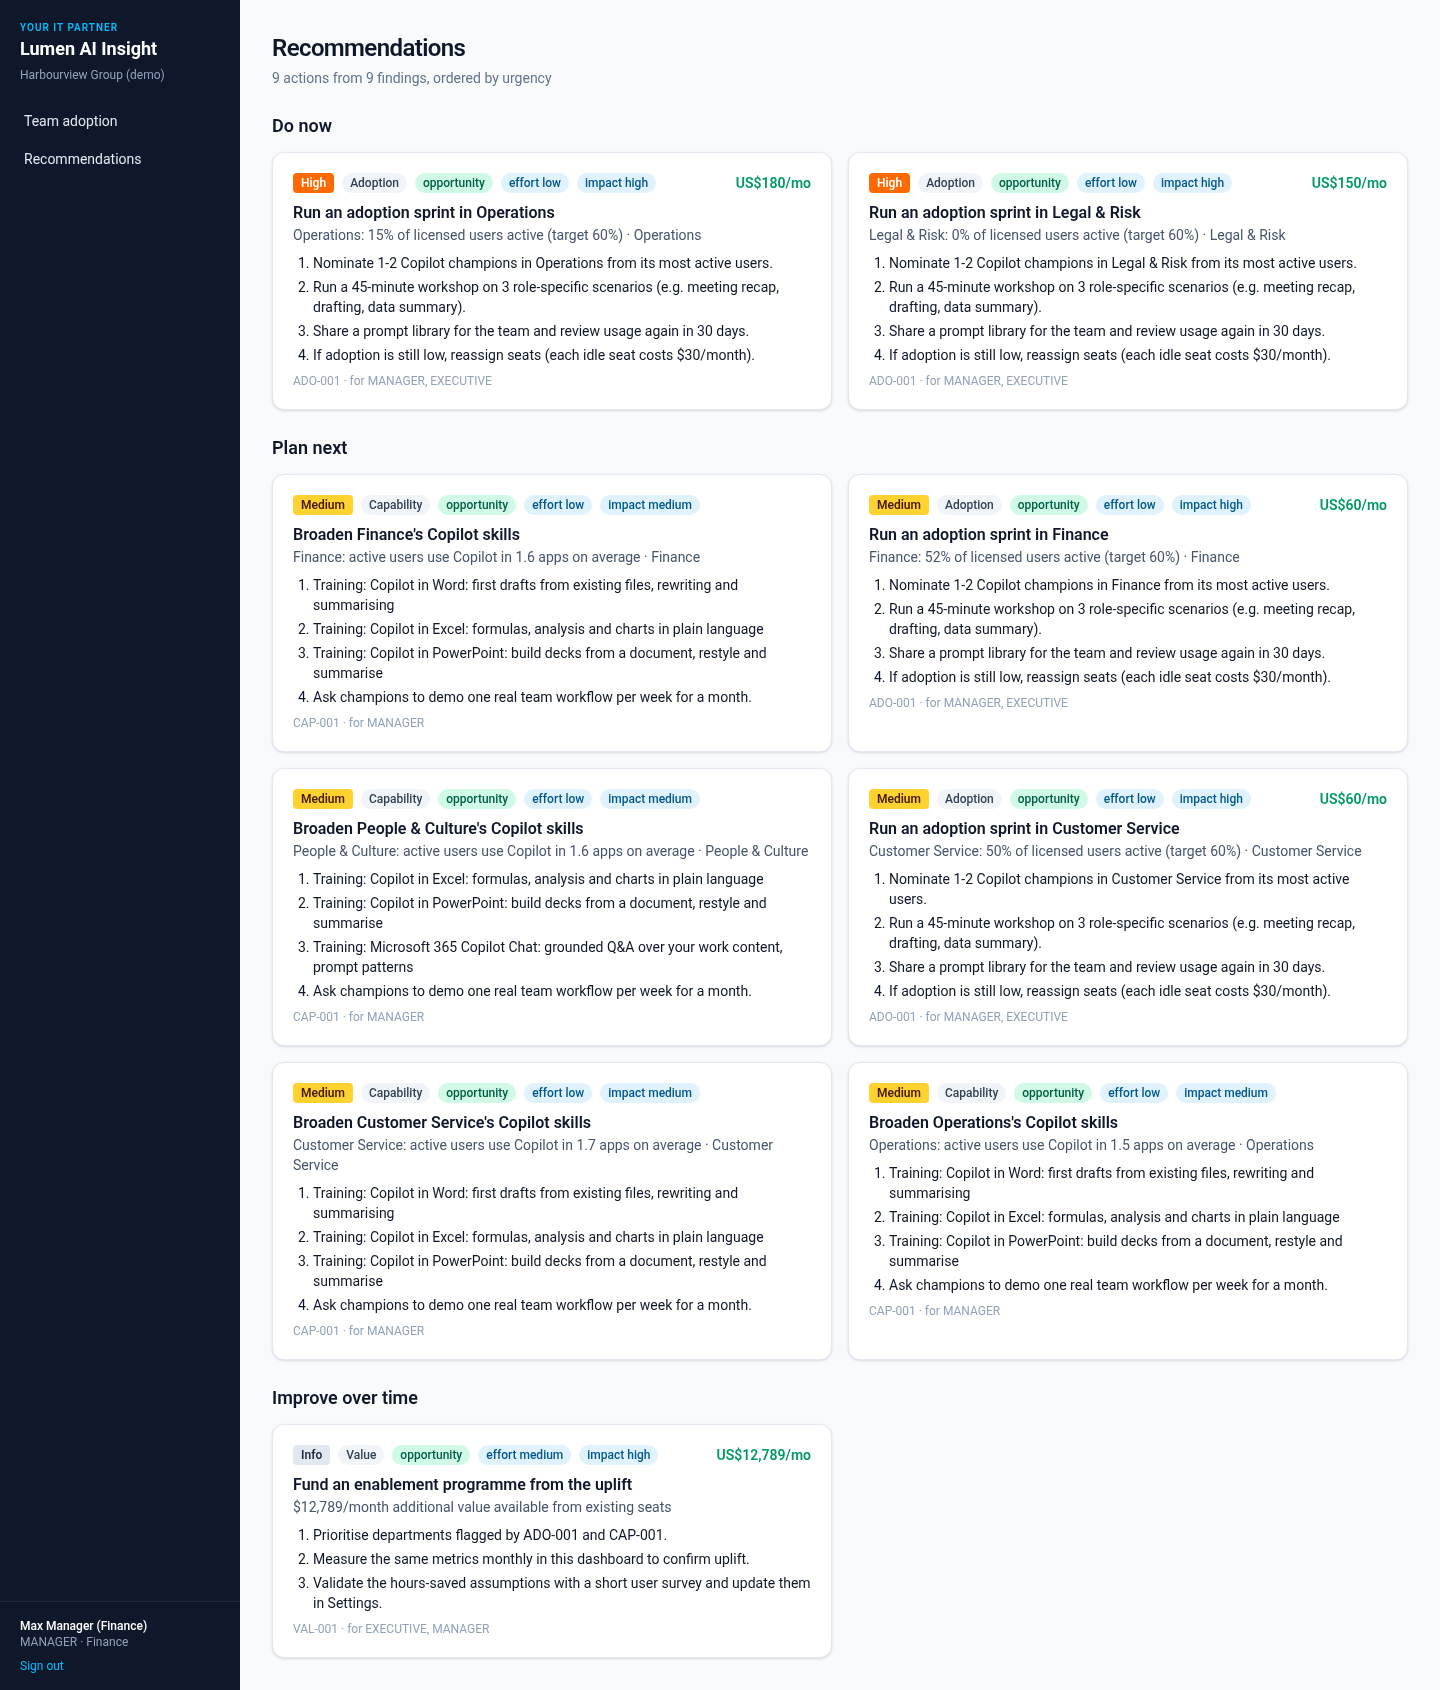 YOUR IT PARTNER
Lumen AI Insight
Harbourview Group (demo)
Team adoption
Recommendations
Max Manager (Finance)
MANAGER · Finance
Sign out
Recommendations
9 actions from 9 findings, ordered by urgency
Do now
High Adoption opportunity effort low impact high US$180/mo
Run an adoption sprint in Operations
Operations: 15% of licensed users active (target 60%) · Operations
1. Nominate 1-2 Copilot champions in Operations from its most active users.
2. Run a 45-minute workshop on 3 role-specific scenarios (e.g. meeting recap,
drafting, data summary).
3. Share a prompt library for the team and review usage again in 30 days.
4. If adoption is still low, reassign seats (each idle seat costs $30/month).
ADO-001 · for MANAGER, EXECUTIVE
High Adoption opportunity effort low impact high US$150/mo
Run an adoption sprint in Legal & Risk
Legal & Risk: 0% of licensed users active (target 60%) · Legal & Risk
1. Nominate 1-2 Copilot champions in Legal & Risk from its most active users.
2. Run a 45-minute workshop on 3 role-specific scenarios (e.g. meeting recap,
drafting, data summary).
3. Share a prompt library for the team and review usage again in 30 days.
4. If adoption is still low, reassign seats (each idle seat costs $30/month).
ADO-001 · for MANAGER, EXECUTIVE
Plan next
Medium Capability opportunity effort low impact medium
Broaden Finance's Copilot skills
Finance: active users use Copilot in 1.6 apps on average · Finance
1. Training: Copilot in Word: first drafts from existing files, rewriting and
summarising
2. Training: Copilot in Excel: formulas, analysis and charts in plain language
3. Training: Copilot in PowerPoint: build decks from a document, restyle and
summarise
4. Ask champions to demo one real team workflow per week for a month.
CAP-001 · for MANAGER
Medium Adoption opportunity effort low impact high US$60/mo
Run an adoption sprint in Finance
Finance: 52% of licensed users active (target 60%) · Finance
1. Nominate 1-2 Copilot champions in Finance from its most active users.
2. Run a 45-minute workshop on 3 role-specific scenarios (e.g. meeting recap,
drafting, data summary).
3. Share a prompt library for the team and review usage again in 30 days.
4. If adoption is still low, reassign seats (each idle seat costs $30/month).
ADO-001 · for MANAGER, EXECUTIVE
Medium Capability opportunity effort low impact medium
Broaden People & Culture's Copilot skills
People & Culture: active users use Copilot in 1.6 apps on average · People & Culture
1. Training: Copilot in Excel: formulas, analysis and charts in plain language
2. Training: Copilot in PowerPoint: build decks from a document, restyle and
summarise
3. Training: Microsoft 365 Copilot Chat: grounded Q&A over your work content,
prompt patterns
4. Ask champions to demo one real team workflow per week for a month.
CAP-001 · for MANAGER
Medium Adoption opportunity effort low impact high US$60/mo
Run an adoption sprint in Customer Service
Customer Service: 50% of licensed users active (target 60%) · Customer Service
1. Nominate 1-2 Copilot champions in Customer Service from its most active
users.
2. Run a 45-minute workshop on 3 role-specific scenarios (e.g. meeting recap,
drafting, data summary).
3. Share a prompt library for the team and review usage again in 30 days.
4. If adoption is still low, reassign seats (each idle seat costs $30/month).
ADO-001 · for MANAGER, EXECUTIVE
Medium Capability opportunity effort low impact medium
Broaden Customer Service's Copilot skills
Customer Service: active users use Copilot in 1.7 apps on average · Customer
Service
1. Training: Copilot in Word: first drafts from existing files, rewriting and
summarising
2. Training: Copilot in Excel: formulas, analysis and charts in plain language
3. Training: Copilot in PowerPoint: build decks from a document, restyle and
summarise
4. Ask champions to demo one real team workflow per week for a month.
CAP-001 · for MANAGER
Medium Capability opportunity effort low impact medium
Broaden Operations's Copilot skills
Operations: active users use Copilot in 1.5 apps on average · Operations
1. Training: Copilot in Word: first drafts from existing files, rewriting and
summarising
2. Training: Copilot in Excel: formulas, analysis and charts in plain language
3. Training: Copilot in PowerPoint: build decks from a document, restyle and
summarise
4. Ask champions to demo one real team workflow per week for a month.
CAP-001 · for MANAGER
Improve over time
Info Value opportunity effort medium impact high US$12,789/mo
Fund an enablement programme from the uplift
$12,789/month additional value available from existing seats
1. Prioritise departments flagged by ADO-001 and CAP-001.
2. Measure the same metrics monthly in this dashboard to confirm uplift.
3. Validate the hours-saved assumptions with a short user survey and update them
in Settings.
VAL-001 · for EXECUTIVE, MANAGER